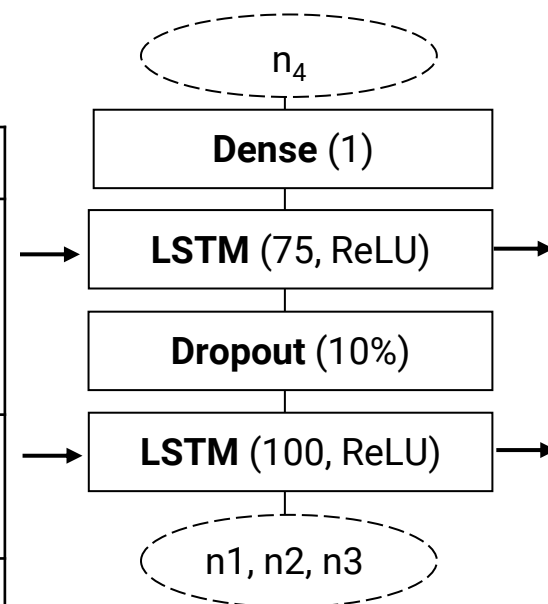 n₄
Dense (1)
LSTM (75, ReLU)
Dropout (10%)
LSTM (100, ReLU)
n1, n2, n3